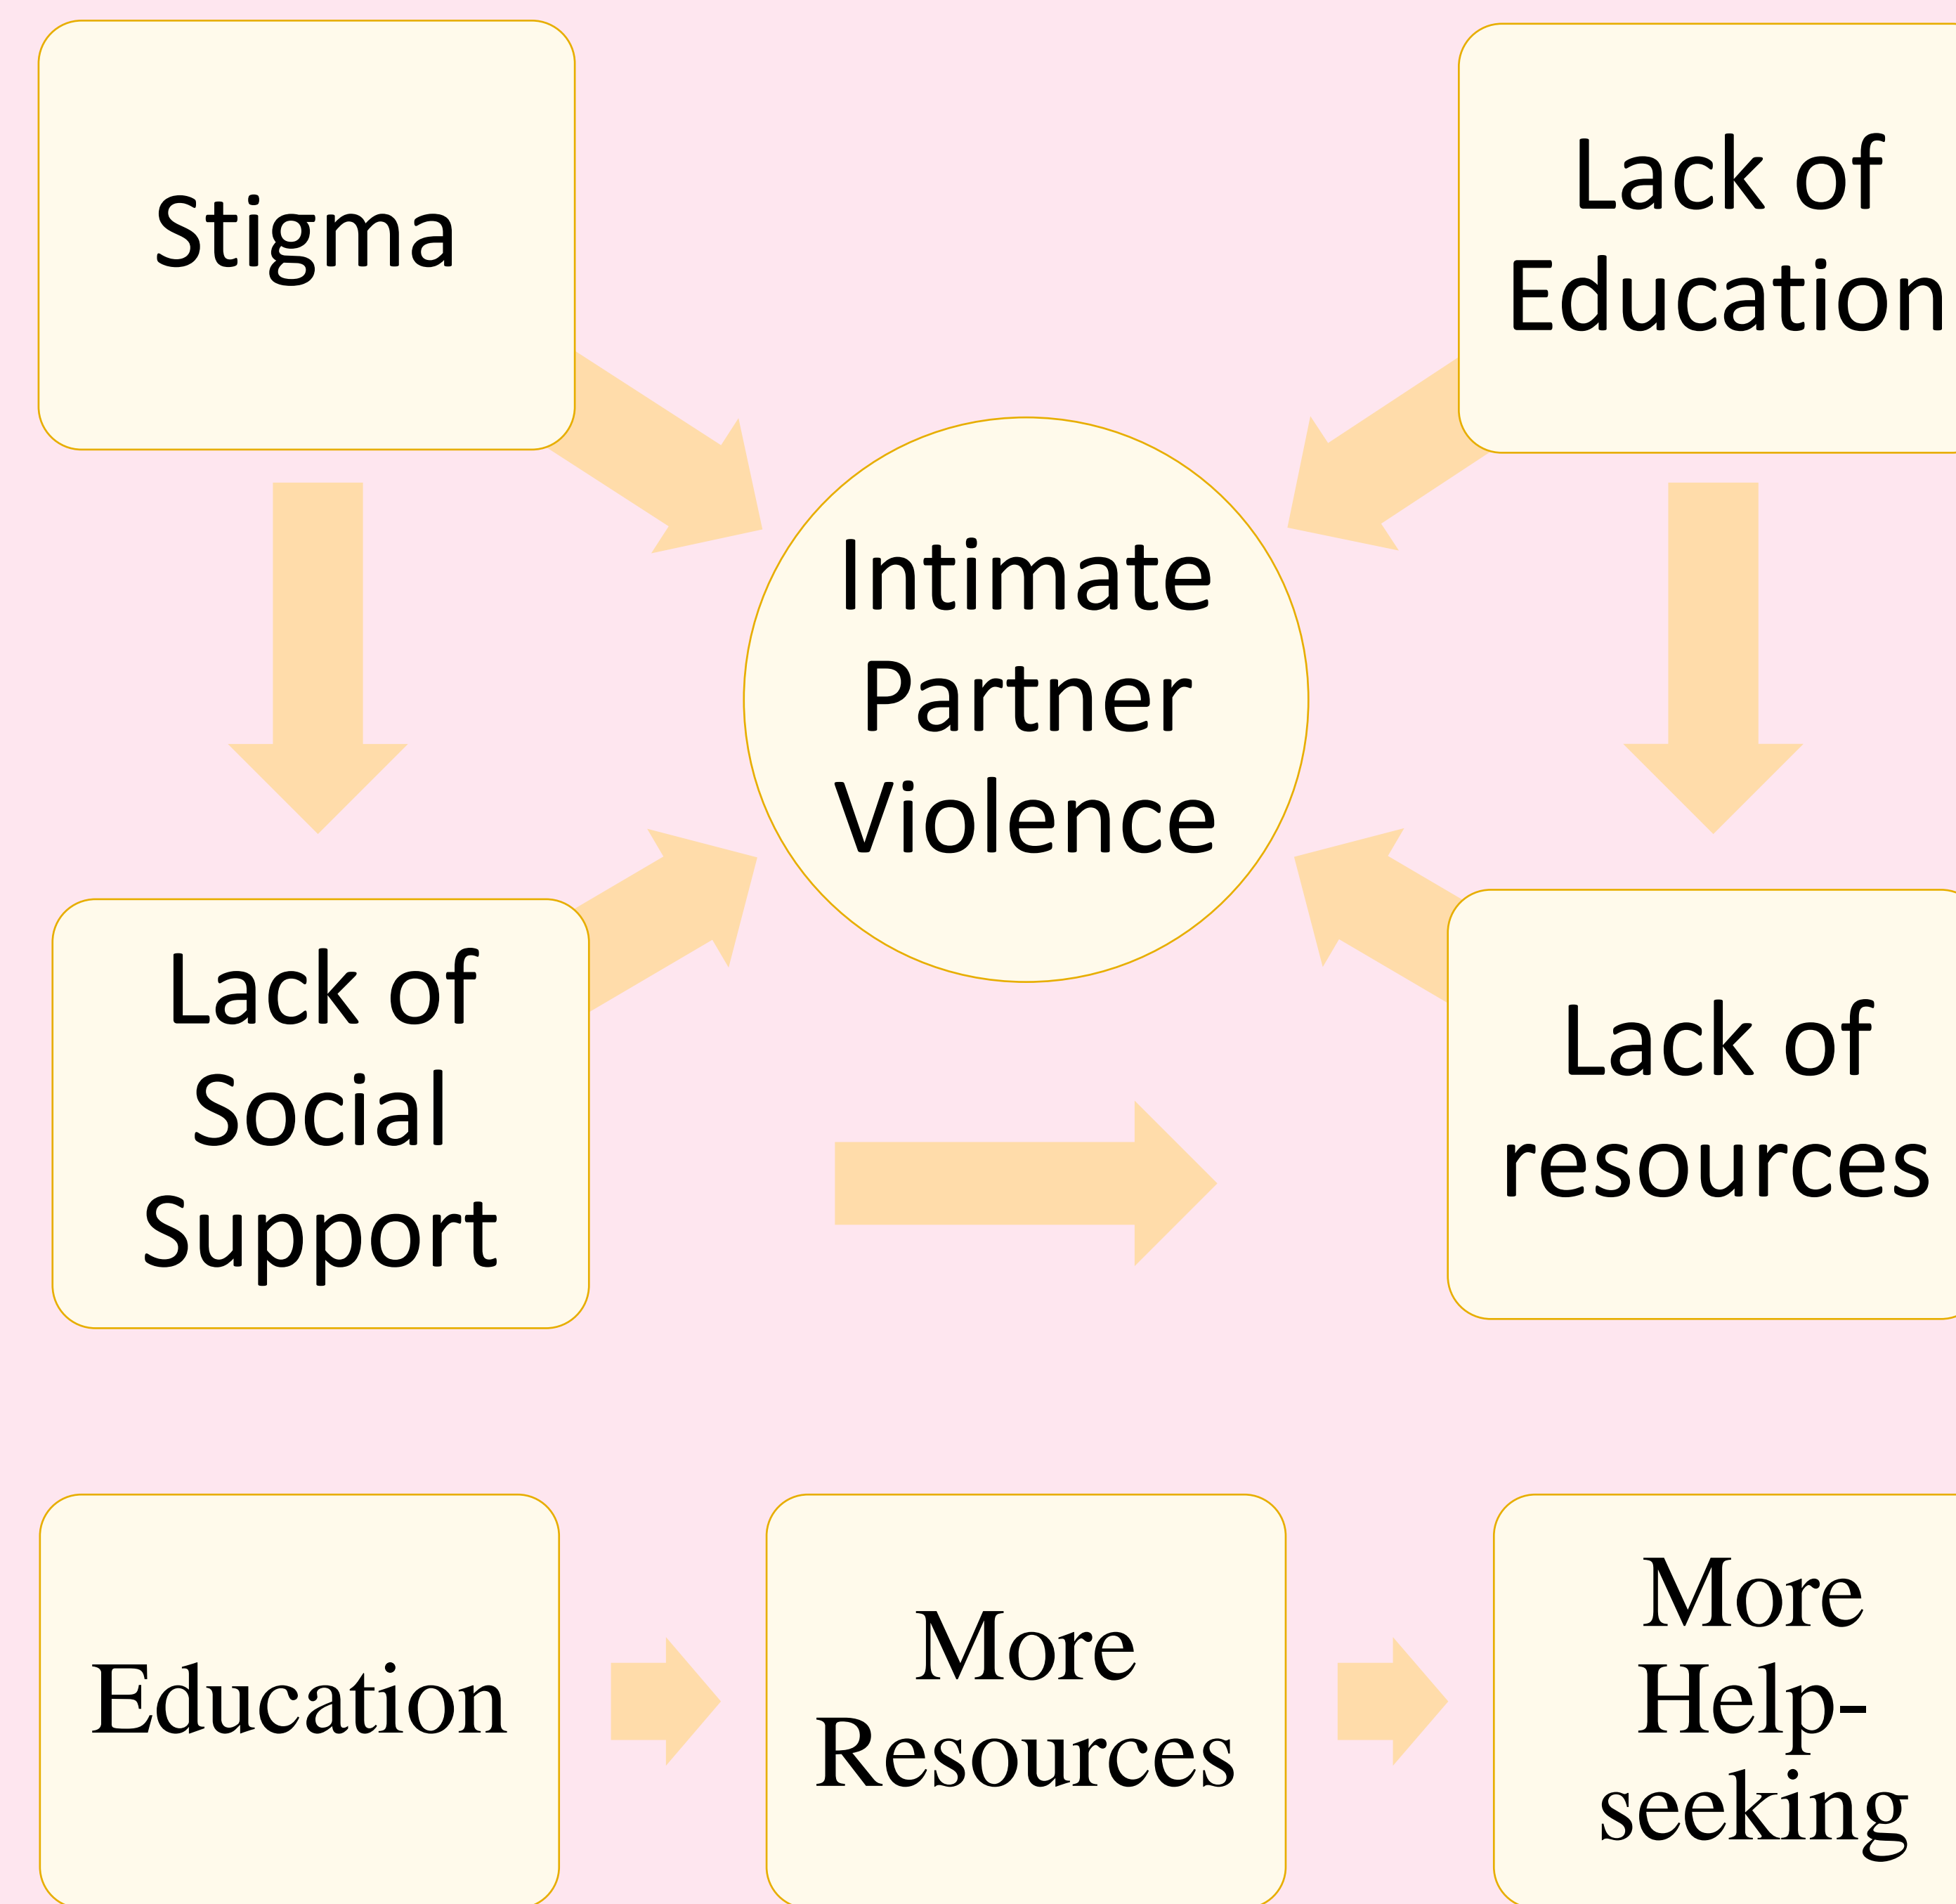 Stigma
Lack of
Education
Intimate
Partner
Violence
Lack of
Social
Support
Lack of
resources
Education
More
Resources
More
Help-
seeking